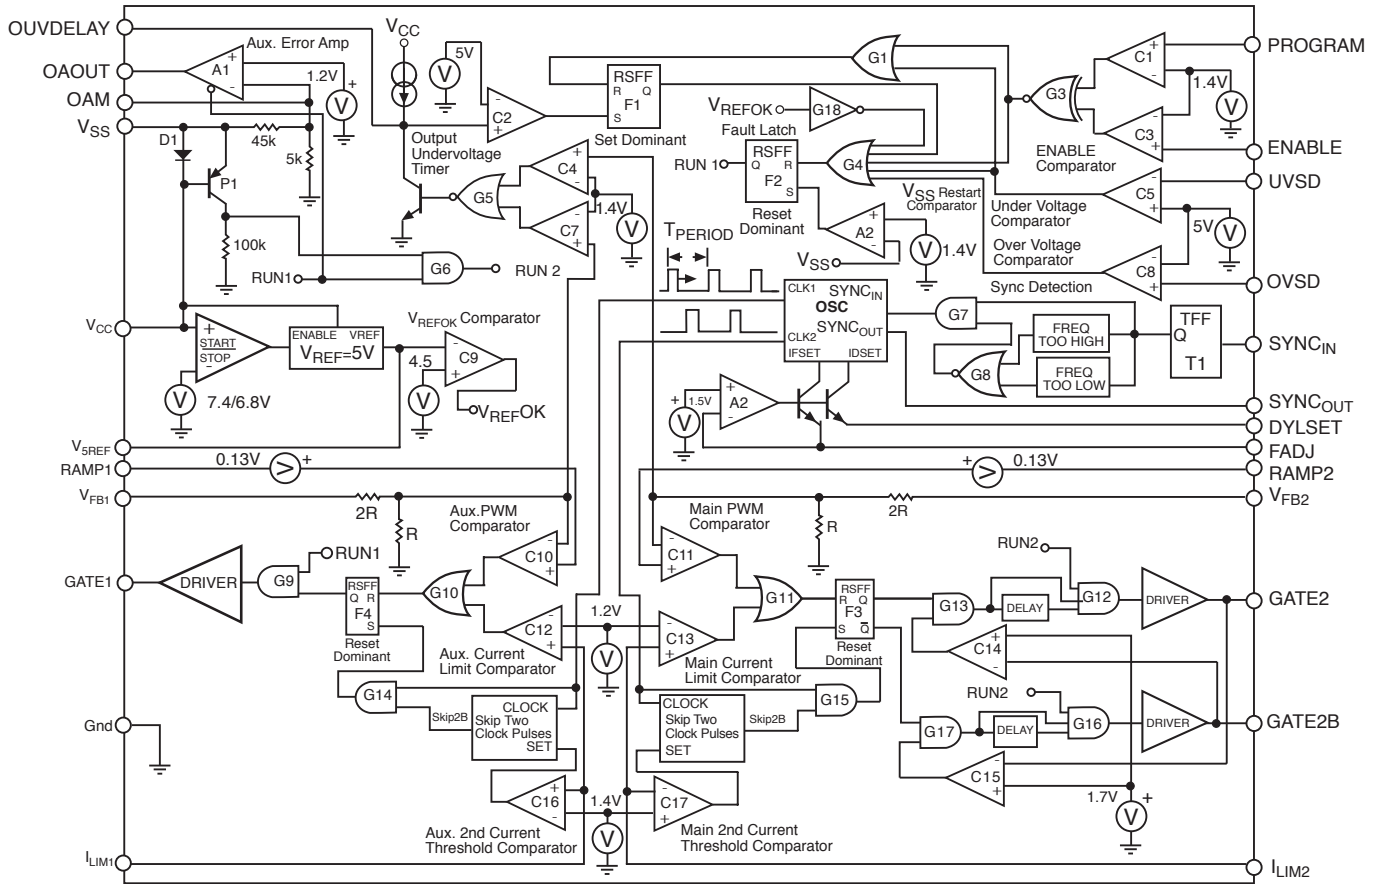 OUVDELAY
OAOUT
OAM
VSS
VCC
V5REF
RAMP1
VFB1
GATE1
Gnd
ILIM1
PROGRAM
ENABLE
UVSD
OVSD
SYNCIN
SYNCOUT
DYLSET
FADJ
RAMP2
VFB2
GATE2
GATE2B
ILIM2
Aux. Error Amp
A1
+
-
1.2V
+
V
D1
45k
5k
P1
100k
RUN1
G6
RUN 2
VCC
5V
V
-
C2
+
Output
Undervoltage
Timer
RSFF
R Q
F1
S
Set Dominant
G5
+
C4
-
-
C7
+
1.4V
V
G1
VREFOK
G18
Fault Latch
RUN 1
RSFF
Q R
F2
S
Reset
Dominant
G4
VSS Restart
Comparator
+
A2
-
VSS
V
1.4V
G3
+
C1
-
1.4V
V
-
C3
+
ENABLE
Comparator
-
C5
+
Under Voltage
Comparator
5V
V
Over Voltage
Comparator
-
C8
+
Sync Detection
TPERIOD
CLK1
SYNCIN
OSC
SYNCOUT
CLK2
IFSET
IDSET
G7
G8
FREQ
TOO HIGH
FREQ
TOO LOW
TFF
Q
T1
+
START
STOP
-
V
7.4/6.8V
ENABLE VREF
VREF=5V
VREFOK Comparator
-
C9
+
4.5
V
VREFOK
+
V
1.5V
+
A2
-
0.13V
V
+
+
V
0.13V
2R
R
Aux.PWM
Comparator
-
C10
+
Main PWM
Comparator
-
C11
+
R
2R
DRIVER
G9
RUN1
RSFF
Q R
F4
S
Reset
Dominant
G10
-
C12
+
Aux. Current
Limit Comparator
1.2V
V
-
C13
+
Main Current
Limit Comparator
G11
RSFF
R Q
F3
S Q
Reset
Dominant
G13
DELAY
RUN2
G12
DRIVER
+
C14
-
G14
Skip2B
CLOCK
Skip Two
Clock Pulses
SET
CLOCK
Skip Two
Clock Pulses
SET
Skip2B
G15
G17
DELAY
RUN2
G16
DRIVER
-
C15
+
1.7V
+
V
+
C16
-
1.4V
V
-
C17
+
Aux. 2nd Current
Threshold Comparator
Main 2nd Current
Threshold Comparator